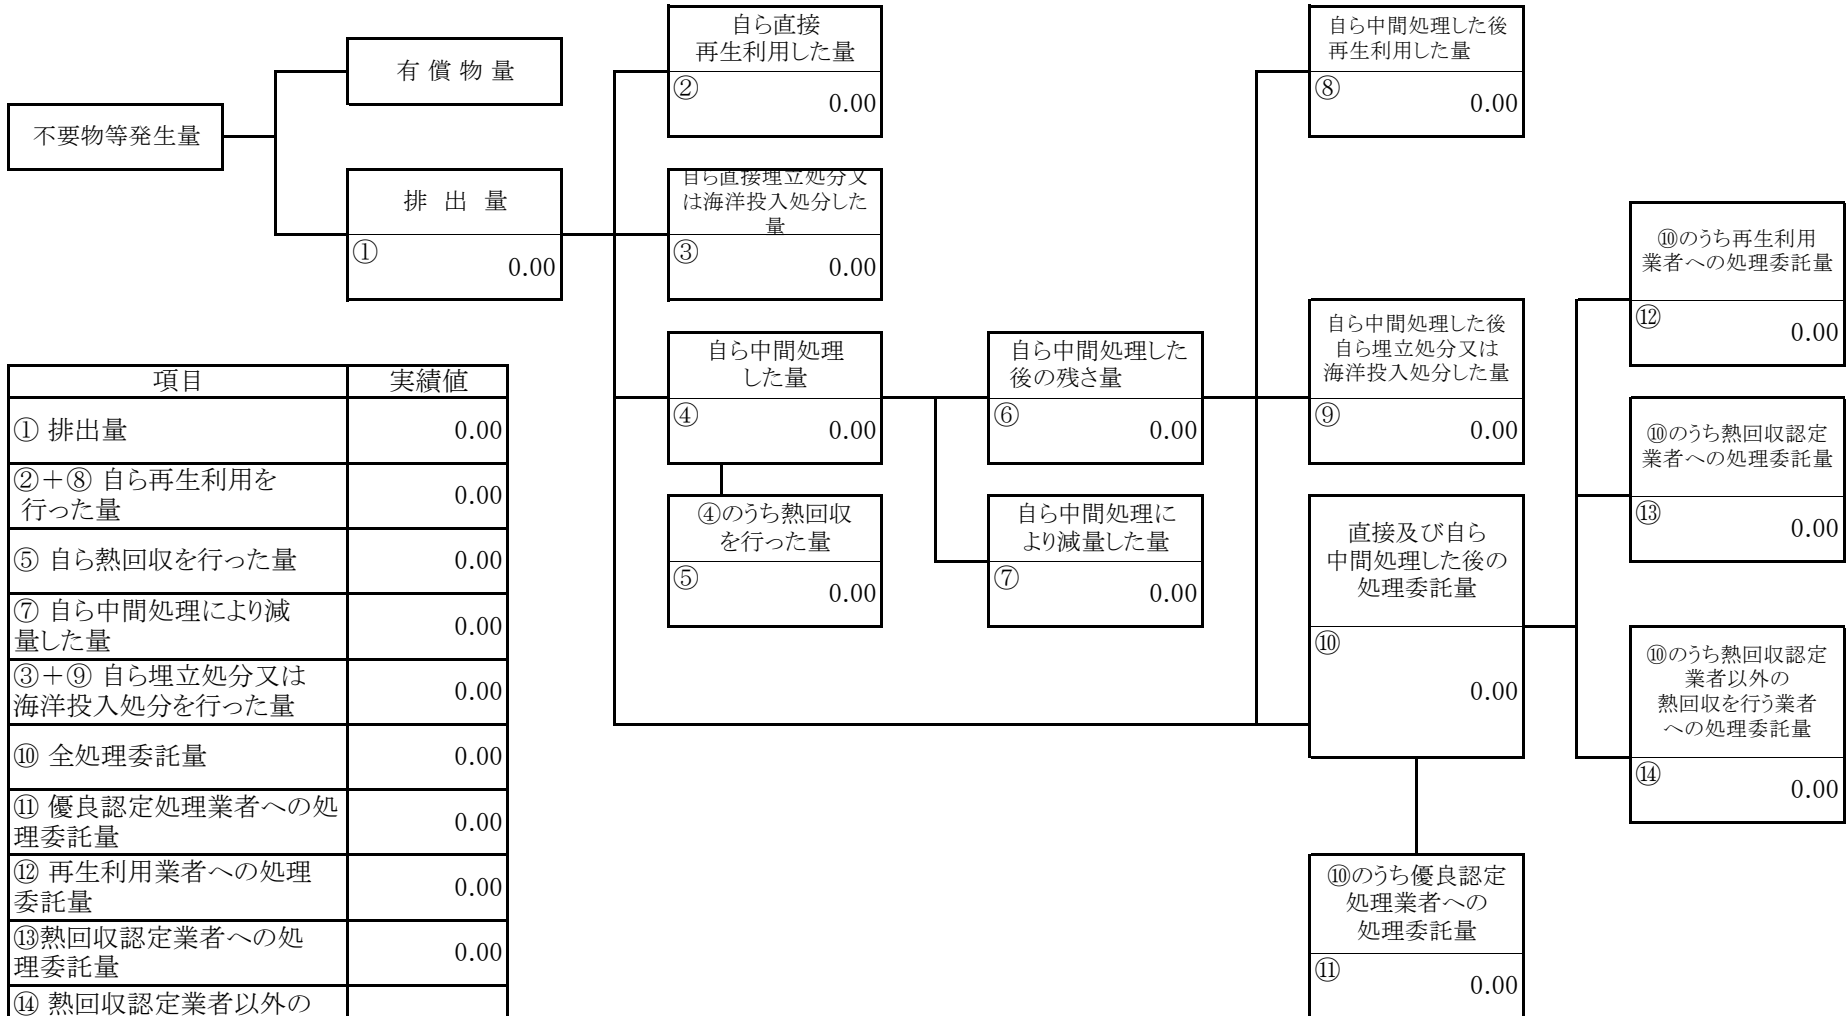 自ら直接
再生利用した量
②
0.00
自ら中間処理した後
再生利用した量
⑧
0.00
有 償 物 量
不要物等発生量
排 出 量
①
0.00
自ら直接埋立処分又
は海洋投入処分した
量
③
0.00
⑩のうち再生利用
業者への処理委託量
⑫
0.00
自ら中間処理
した量
④
0.00
自ら中間処理した
後の残さ量
⑥
0.00
自ら中間処理した後
自ら埋立処分又は
海洋投入処分した量
⑨
0.00
⑩のうち熱回収認定
業者への処理委託量
⑬
0.00
④のうち熱回収
を行った量
⑤
0.00
自ら中間処理に
より減量した量
⑦
0.00
直接及び自ら
中間処理した後の
処理委託量
⑩
0.00
⑩のうち熱回収認定
業者以外の
熱回収を行う業者
への処理委託量
⑭
0.00
⑩のうち優良認定
処理業者への
処理委託量
⑪
0.00
項目 実績値
① 排出量 0.00
②＋⑧ 自ら再生利用を
行った量 0.00
⑤ 自ら熱回収を行った量 0.00
⑦ 自ら中間処理により減
量した量 0.00
③＋⑨ 自ら埋立処分又は
海洋投入処分を行った量 0.00
⑩ 全処理委託量 0.00
⑪ 優良認定処理業者への処
理委託量 0.00
⑫ 再生利用業者への処理
委託量 0.00
⑬熱回収認定業者への処
理委託量 0.00
⑭ 熱回収認定業者以外の